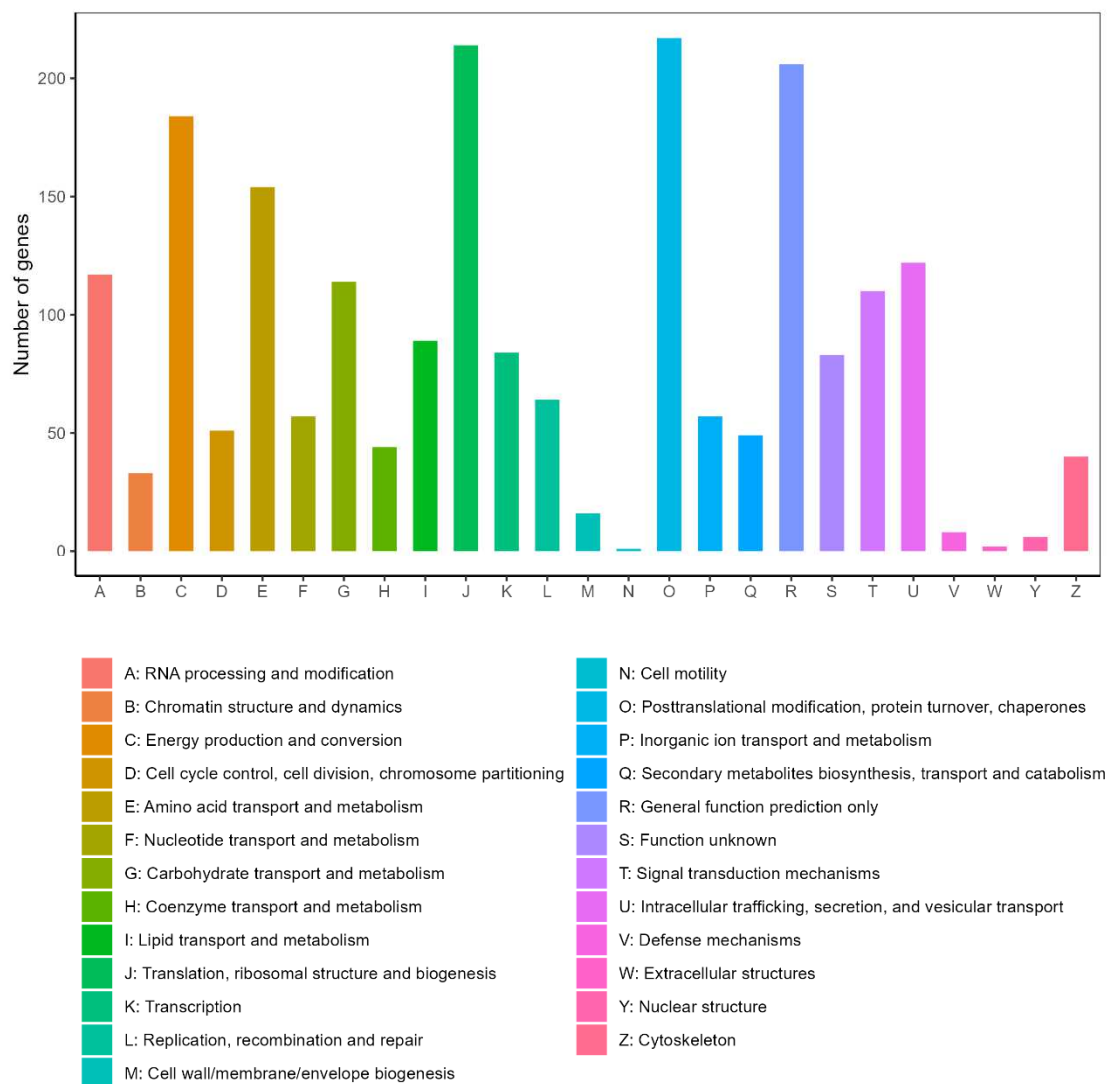 Number of genes
200
150
100
50
0
A B C D E F G H I J K L M N O P Q R S T U V W Y Z
A: RNA processing and modification
B: Chromatin structure and dynamics
C: Energy production and conversion
D: Cell cycle control, cell division, chromosome partitioning
E: Amino acid transport and metabolism
F: Nucleotide transport and metabolism
G: Carbohydrate transport and metabolism
H: Coenzyme transport and metabolism
I: Lipid transport and metabolism
J: Translation, ribosomal structure and biogenesis
K: Transcription
L: Replication, recombination and repair
M: Cell wall/membrane/envelope biogenesis
N: Cell motility
O: Posttranslational modification, protein turnover, chaperones
P: Inorganic ion transport and metabolism
Q: Secondary metabolites biosynthesis, transport and catabolism
R: General function prediction only
S: Function unknown
T: Signal transduction mechanisms
U: Intracellular trafficking, secretion, and vesicular transport
V: Defense mechanisms
W: Extracellular structures
Y: Nuclear structure
Z: Cytoskeleton